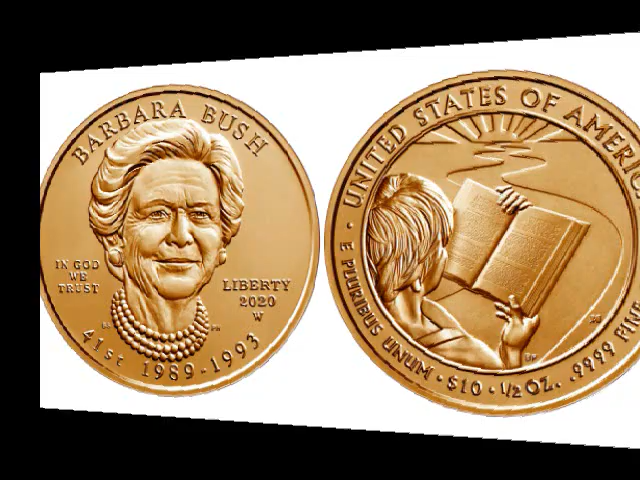 BARBARA BUSH
IN GOD
WE
TRUST
LIBERTY
2020
W
41st 1989-1993
UNITED STATES OF AMERIC
E PLURIBUS UNUM · $10 · 1/2 OZ. .9999 FINE